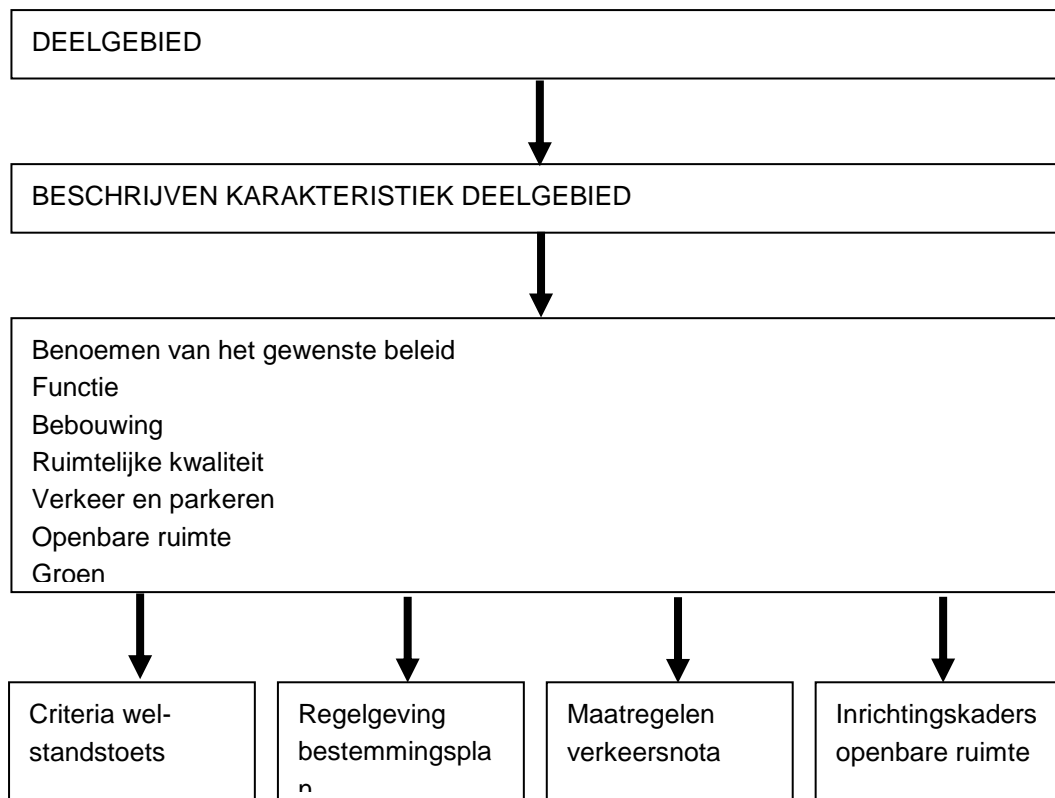 DEELGEBIED
BESCHRIJVEN KARAKTERISTIEK DEELGEBIED
Benoemen van het gewenste beleid
Functie
Bebouwing
Ruimtelijke kwaliteit
Verkeer en parkeren
Openbare ruimte
Groen
Criteria wel-
standstoets
Regelgeving
bestemmingspla
n
Maatregelen
verkeersnota
Inrichtingskaders
openbare ruimte